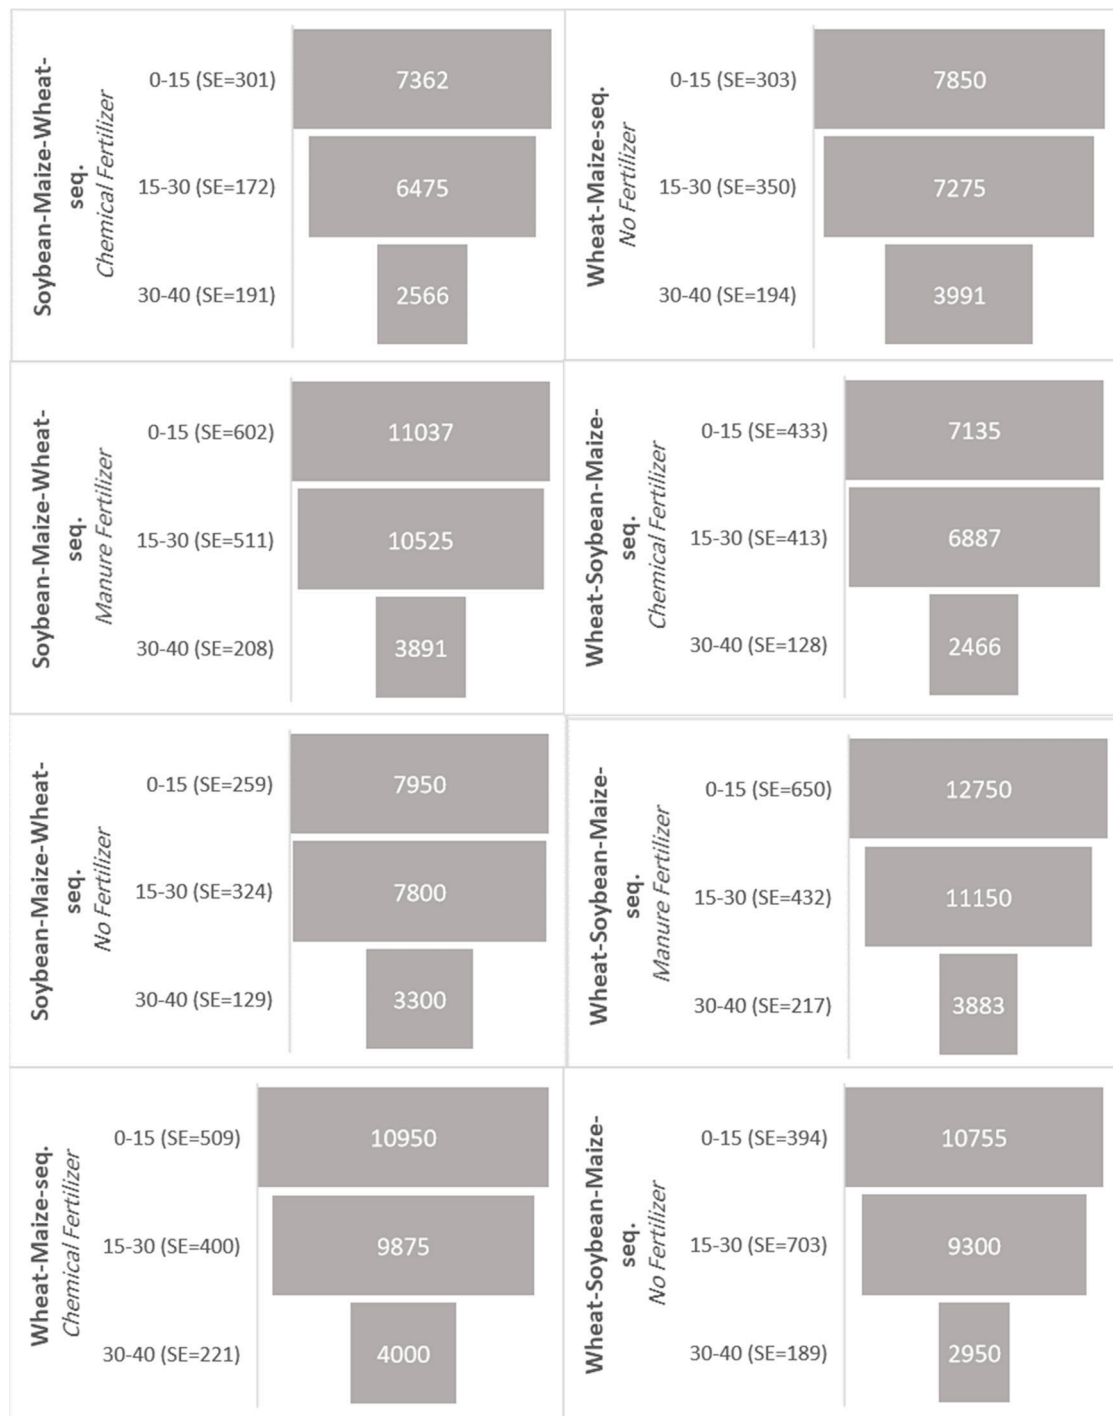 Soybean-Maize-Wheat-
seq.
Chemical Fertilizer
0-15 (SE=301)
7362
15-30 (SE=172)
6475
30-40 (SE=191)
2566
Wheat-Maize-seq.
No Fertilizer
0-15 (SE=303)
7850
15-30 (SE=350)
7275
30-40 (SE=194)
3991
Soybean-Maize-Wheat-
seq.
Manure Fertilizer
0-15 (SE=602)
11037
15-30 (SE=511)
10525
30-40 (SE=208)
3891
Wheat-Soybean-Maize-
seq.
Chemical Fertilizer
0-15 (SE=433)
7135
15-30 (SE=413)
6887
30-40 (SE=128)
2466
Soybean-Maize-Wheat-
seq.
No Fertilizer
0-15 (SE=259)
7950
15-30 (SE=324)
7800
30-40 (SE=129)
3300
Wheat-Soybean-Maize-
seq.
Manure Fertilizer
0-15 (SE=650)
12750
15-30 (SE=432)
11150
30-40 (SE=217)
3883
Wheat-Maize-seq.
Chemical Fertilizer
0-15 (SE=509)
10950
15-30 (SE=400)
9875
30-40 (SE=221)
4000
Wheat-Soybean-Maize-
seq.
No Fertilizer
0-15 (SE=394)
10755
15-30 (SE=703)
9300
30-40 (SE=189)
2950